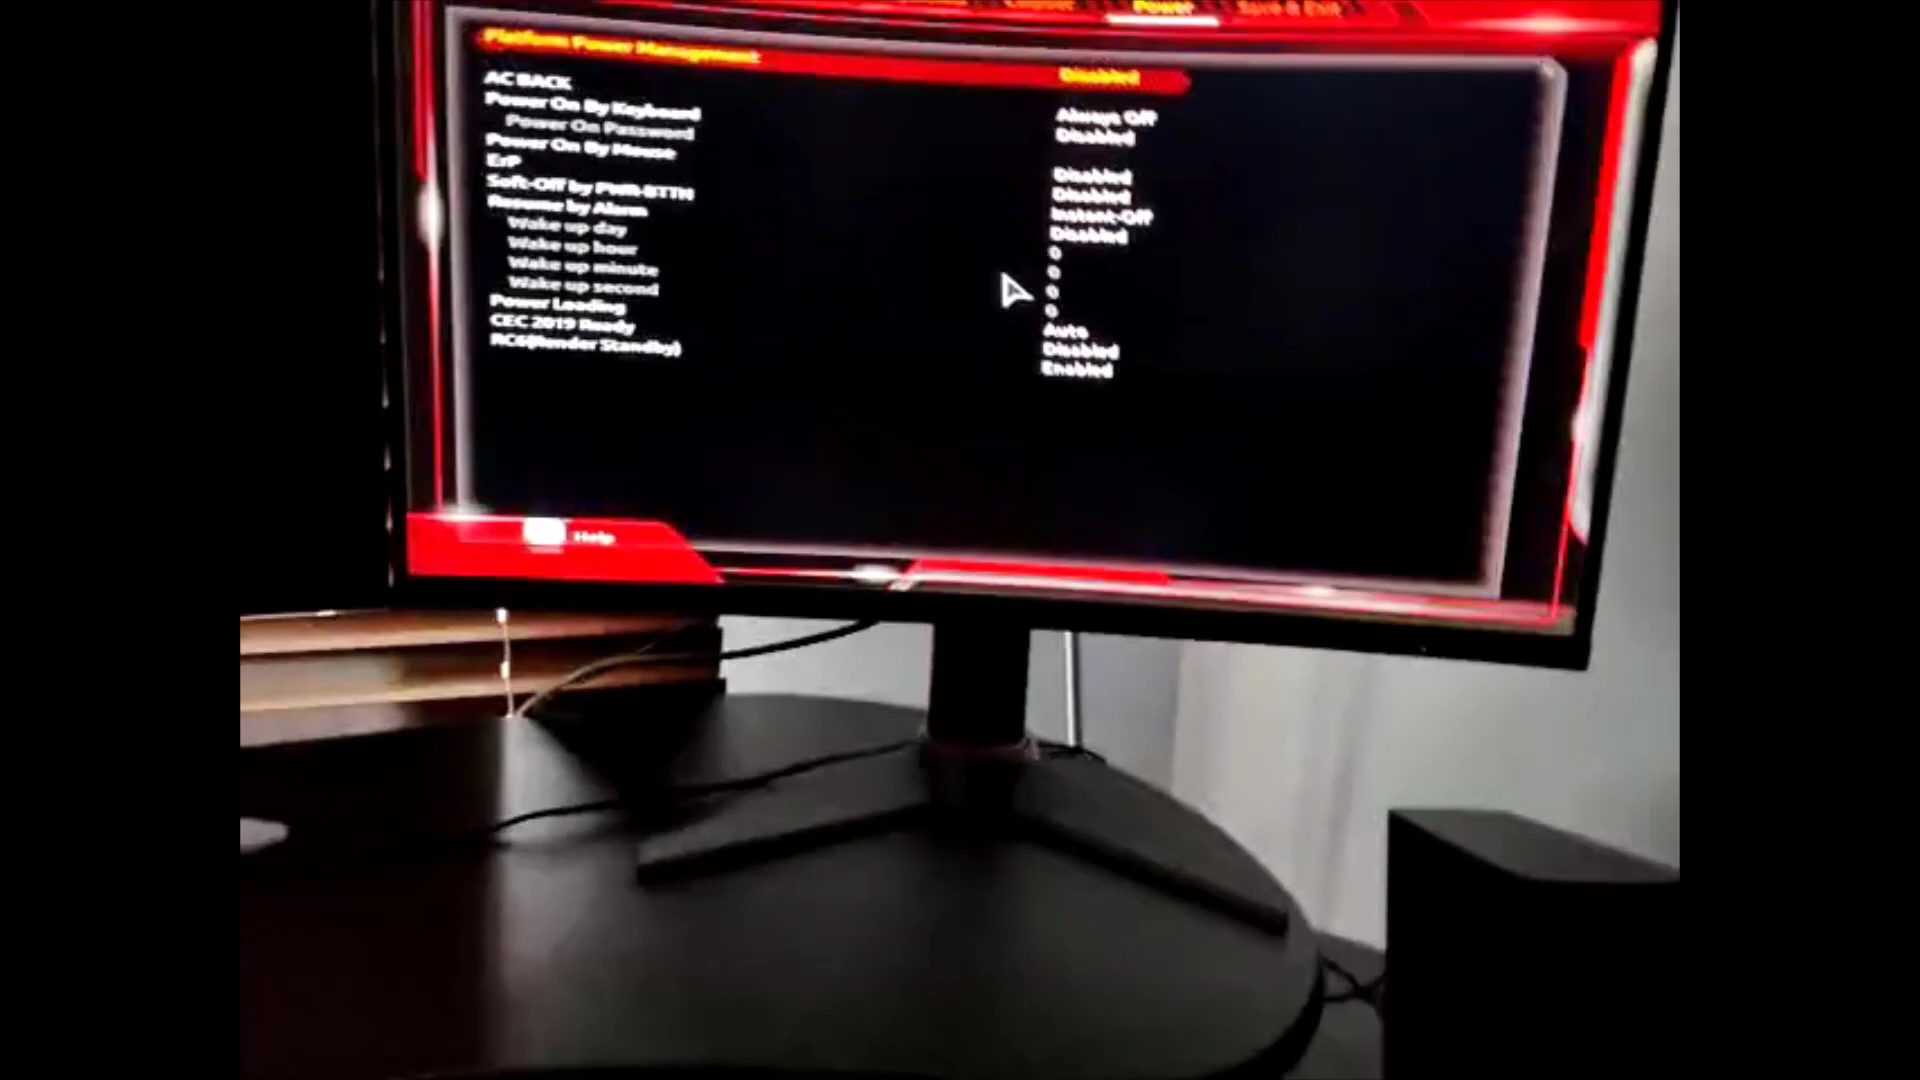 Power Save & Exit
Platform Power Management Disabled
AC BACK Always Off
Power On By Keyboard Disabled
Power On Password
Power On By Mouse Disabled
ErP Disabled
Soft-Off by PWR-BTTN Instant-Off
Resume by Alarm Disabled
Wake up day 0
Wake up hour 0
Wake up minute 0
Wake up second 0
Power Loading Auto
CEC 2019 Ready Disabled
RC6(Render Standby) Enabled
Help